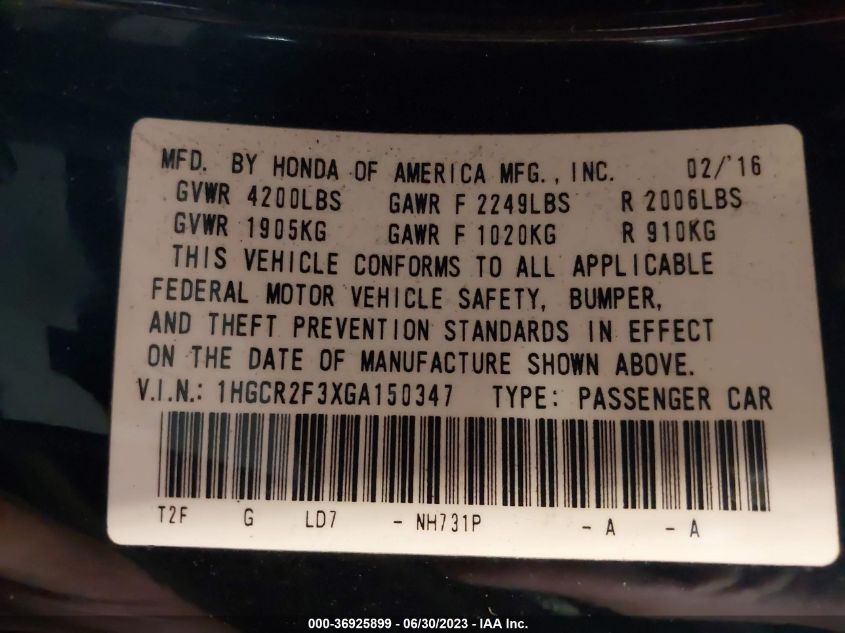 MFD. BY HONDA OF AMERICA MFG., INC. 02/'16
GVWR 4200LBS GAWR F 2249LBS R 2006LBS
GVWR 1905KG GAWR F 1020KG R 910KG
THIS VEHICLE CONFORMS TO ALL APPLICABLE
FEDERAL MOTOR VEHICLE SAFETY, BUMPER,
AND THEFT PREVENTION STANDARDS IN EFFECT
ON THE DATE OF MANUFACTURE SHOWN ABOVE.
V.I.N.: 1HGCR2F3XGA150347 TYPE: PASSENGER CAR
T2F G LD7 - NH731P - A - A
000-36925899 - 06/30/2023 - IAA Inc.